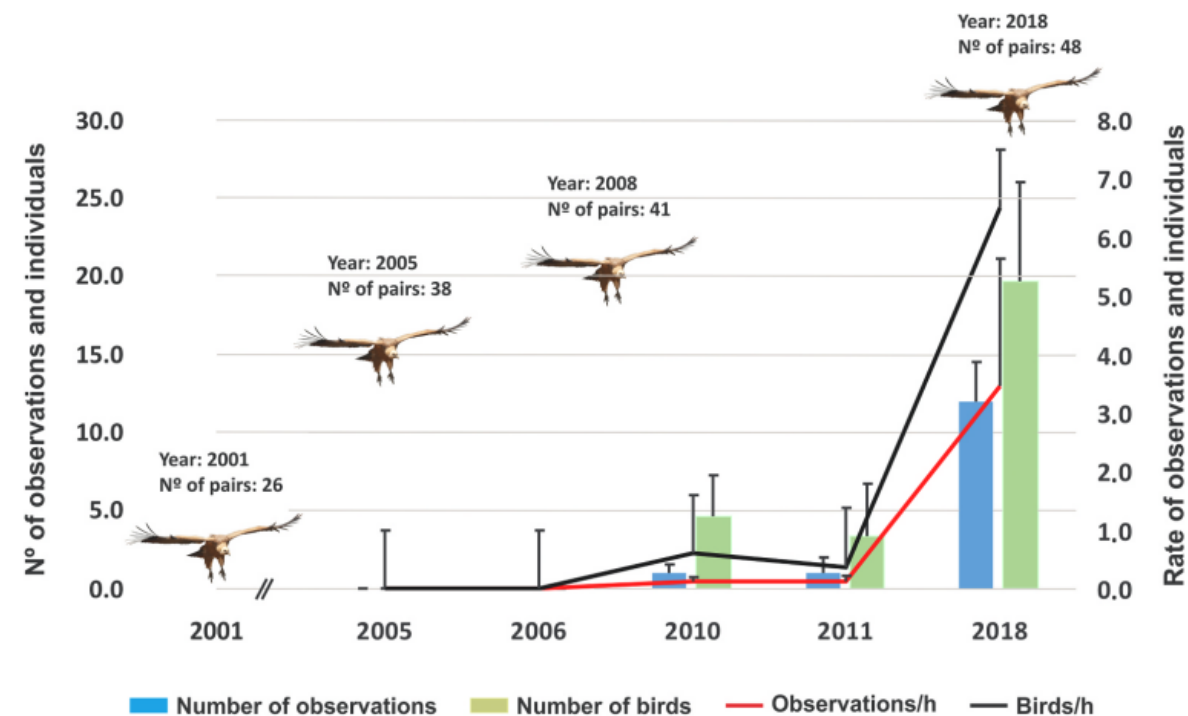 Year: 2018
Nº of pairs: 48
30.0
8.0
7.0
Year: 2008
Nº of pairs: 41
25.0
6.0
Year: 2005
Nº of pairs: 38
20.0
5.0
15.0
4.0
3.0
10.0
Year: 2001
Nº of pairs: 26
2.0
5.0
1.0
0.0
0.0
Nº of observations and individuals
Rate of observations and individuals
2001
//
2005
2006
2010
2011
2018
Number of observations
Number of birds
Observations/h
Birds/h